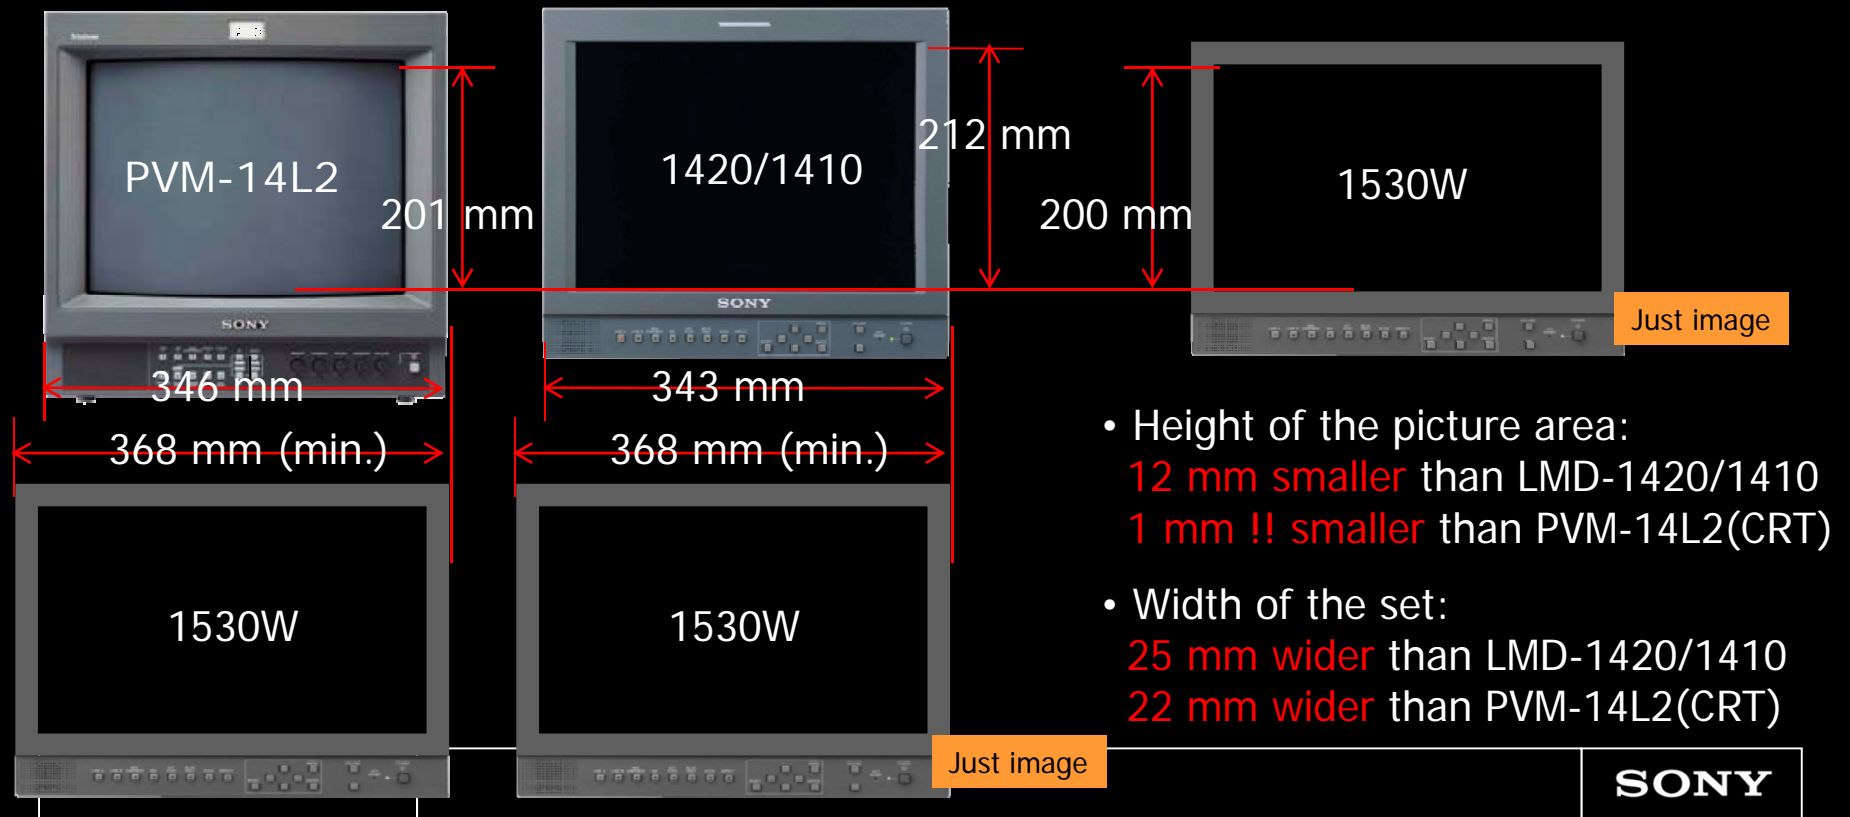 PVM-14L2
201 mm
SONY
346 mm
368 mm (min.)
1530W
1420/1410
212 mm
SONY
343 mm
368 mm (min.)
1530W
Just image
200 mm
1530W
Just image
• Height of the picture area:
12 mm smaller than LMD-1420/1410
1 mm !! smaller than PVM-14L2(CRT)
• Width of the set:
25 mm wider than LMD-1420/1410
22 mm wider than PVM-14L2(CRT)
SONY